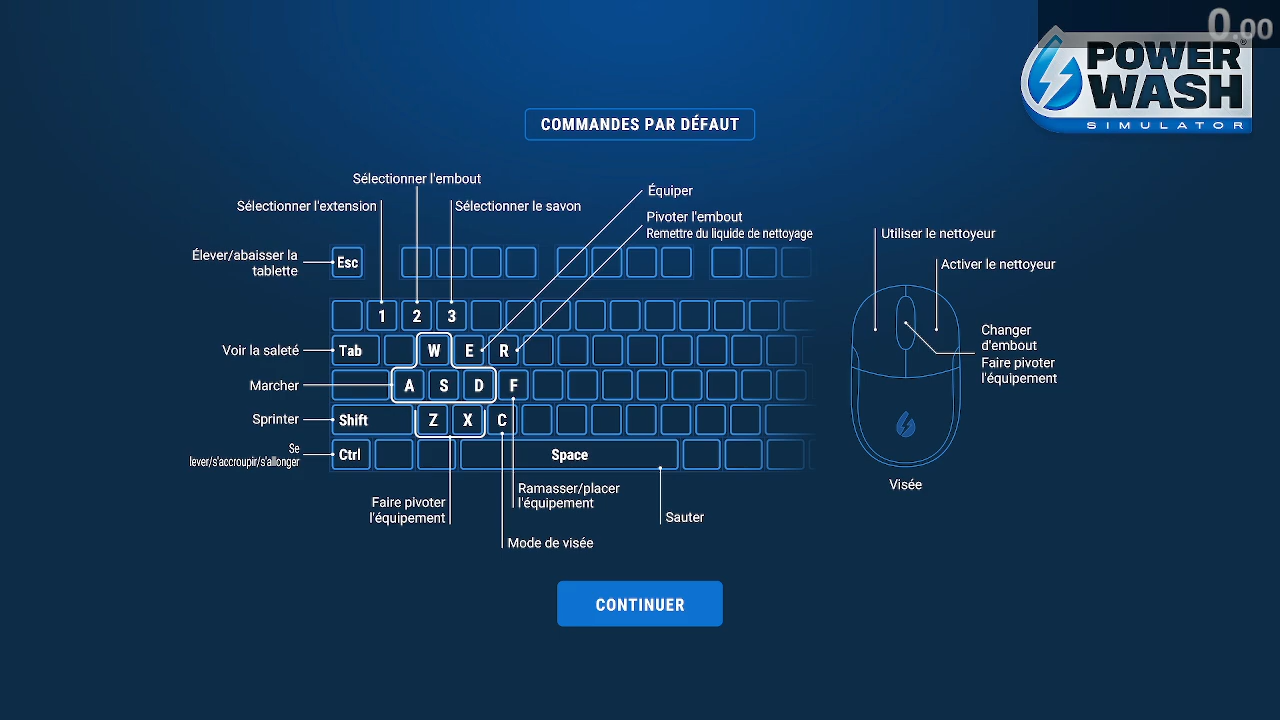 0.00
POWER
WASH
SIMULATOR
COMMANDES PAR DÉFAUT
Sélectionner l'embout
Sélectionner l'extension
Sélectionner le savon
Équiper
Pivoter l'embout
Remettre du liquide de nettoyage
Élever/abaisser la
tablette
Esc
1 2 3
Voir la saleté
Tab W E R
Marcher
A S D F
Sprinter
Shift Z X C
Se
lever/s'accroupir/s'allonger
Ctrl Space
Faire pivoter
l'équipement
Ramasser/placer
l'équipement
Mode de visée
Sauter
Utiliser le nettoyeur
Activer le nettoyeur
Changer
d'embout
Faire pivoter
l'équipement
Visée
CONTINUER